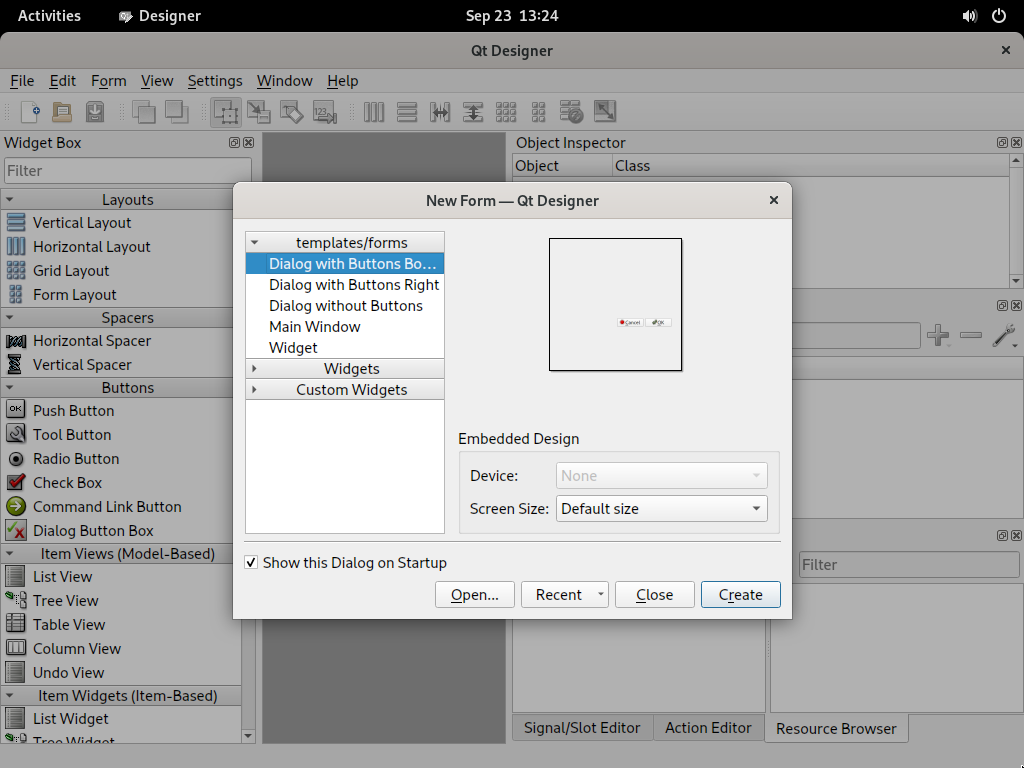 Activities
Designer
Sep 23 13:24
Qt Designer
File Edit Form View Settings Window Help
Widget Box
Filter
Layouts
Vertical Layout
Horizontal Layout
Grid Layout
Form Layout
Spacers
Horizontal Spacer
Vertical Spacer
Buttons
Push Button
Tool Button
Radio Button
Check Box
Command Link Button
Dialog Button Box
Item Views (Model-Based)
List View
Tree View
Table View
Column View
Undo View
Item Widgets (Item-Based)
List Widget
Tree Widget
Object Inspector
Object Class
New Form — Qt Designer
templates/forms
Dialog with Buttons Bo...
Dialog with Buttons Right
Dialog without Buttons
Main Window
Widget
Widgets
Custom Widgets
Cancel OK
Embedded Design
Device: None
Screen Size: Default size
Show this Dialog on Startup
Open... Recent Close Create
Filter
Signal/Slot Editor Action Editor Resource Browser